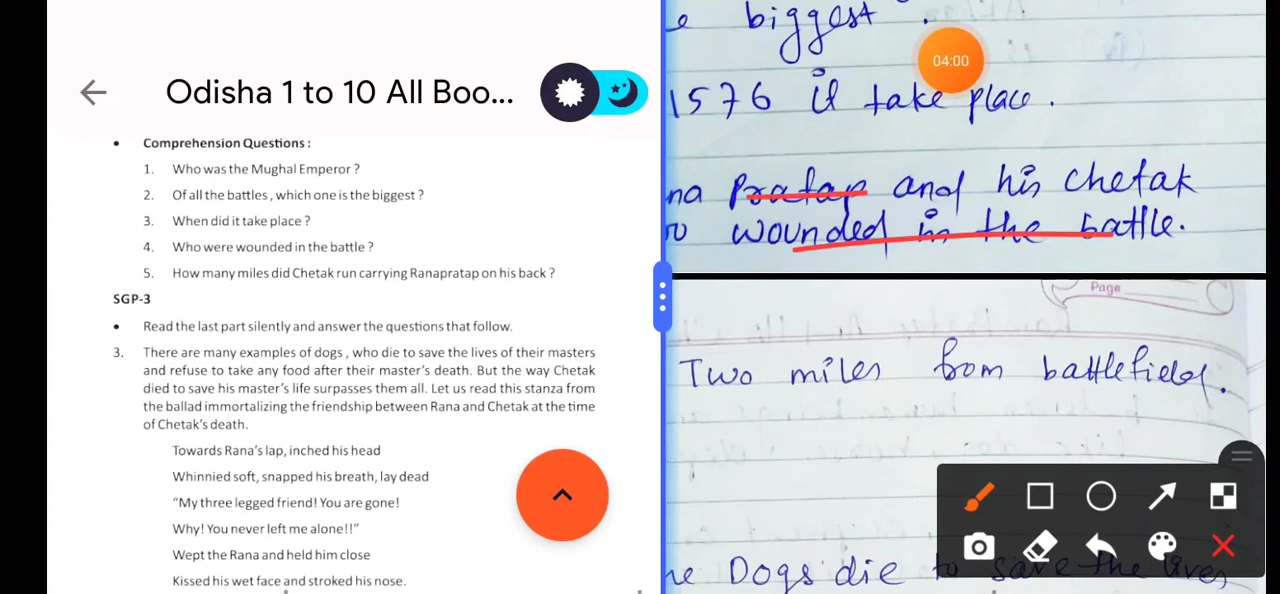 Odisha 1 to 10 All Boo...
• Comprehension Questions :
1. Who was the Mughal Emperor ?
2. Of all the battles , which one is the biggest ?
3. When did it take place ?
4. Who were wounded in the battle ?
5. How many miles did Chetak run carrying Ranapratap on his back ?
SGP-3
• Read the last part silently and answer the questions that follow.
3. There are many examples of dogs , who die to save the lives of their masters
and refuse to take any food after their master's death. But the way Chetak
died to save his master's life surpasses them all. Let us read this stanza from
the ballad immortalizing the friendship between Rana and Chetak at the time
of Chetak's death.
Towards Rana's lap, inched his head
Whinnied soft, snapped his breath, lay dead
"My three legged friend! You are gone!
Why! You never left me alone!!"
Wept the Rana and held him close
Kissed his wet face and stroked his nose.
e biggest .
04:00
1576 it take place.
na Pratap and his chetak
wounded in the battle.
Page
Two miles from battlefield.
Dogs die to save the lives